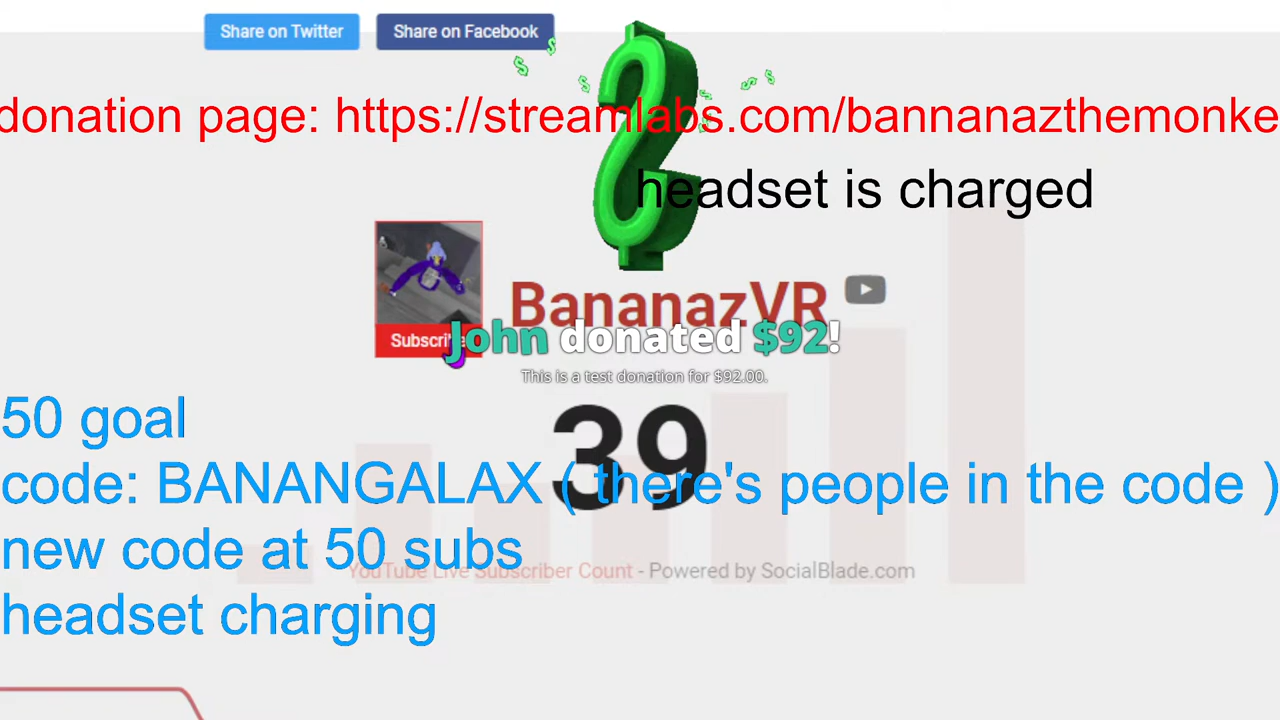 Share on Twitter
Share on Facebook
donation page: https://streamlabs.com/bannanazthemonke
headset is charged
BananazVR
Subscribe
John donated $92!
This is a test donation for $92.00.
39
50 goal
code: BANANGALAX ( there's people in the code )
new code at 50 subs
YouTube Live Subscriber Count - Powered by SocialBlade.com
headset charging